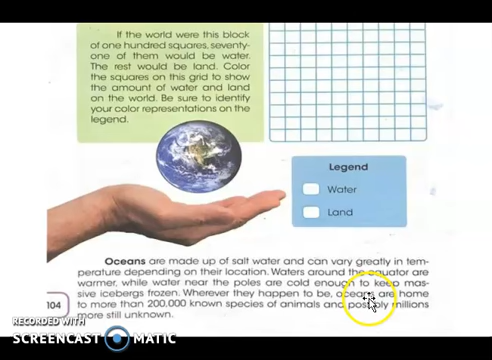 If the world were this block
of one hundred squares, seventy-
one of them would be water.
The rest would be land. Color
the squares on this grid to show
the amount of water and land
on the world. Be sure to identify
your color representations on the
legend.
Legend
Water
Land
Oceans are made up of salt water and can vary greatly in tem-
perature depending on their location. Waters around the equator are
warmer, while water near the poles are cold enough to keep mas-
sive icebergs frozen. Wherever they happen to be, oceans are home
to more than 200,000 known species of animals and possibly millions
more still unknown.
104
RECORDED WITH
SCREENCAST MATIC